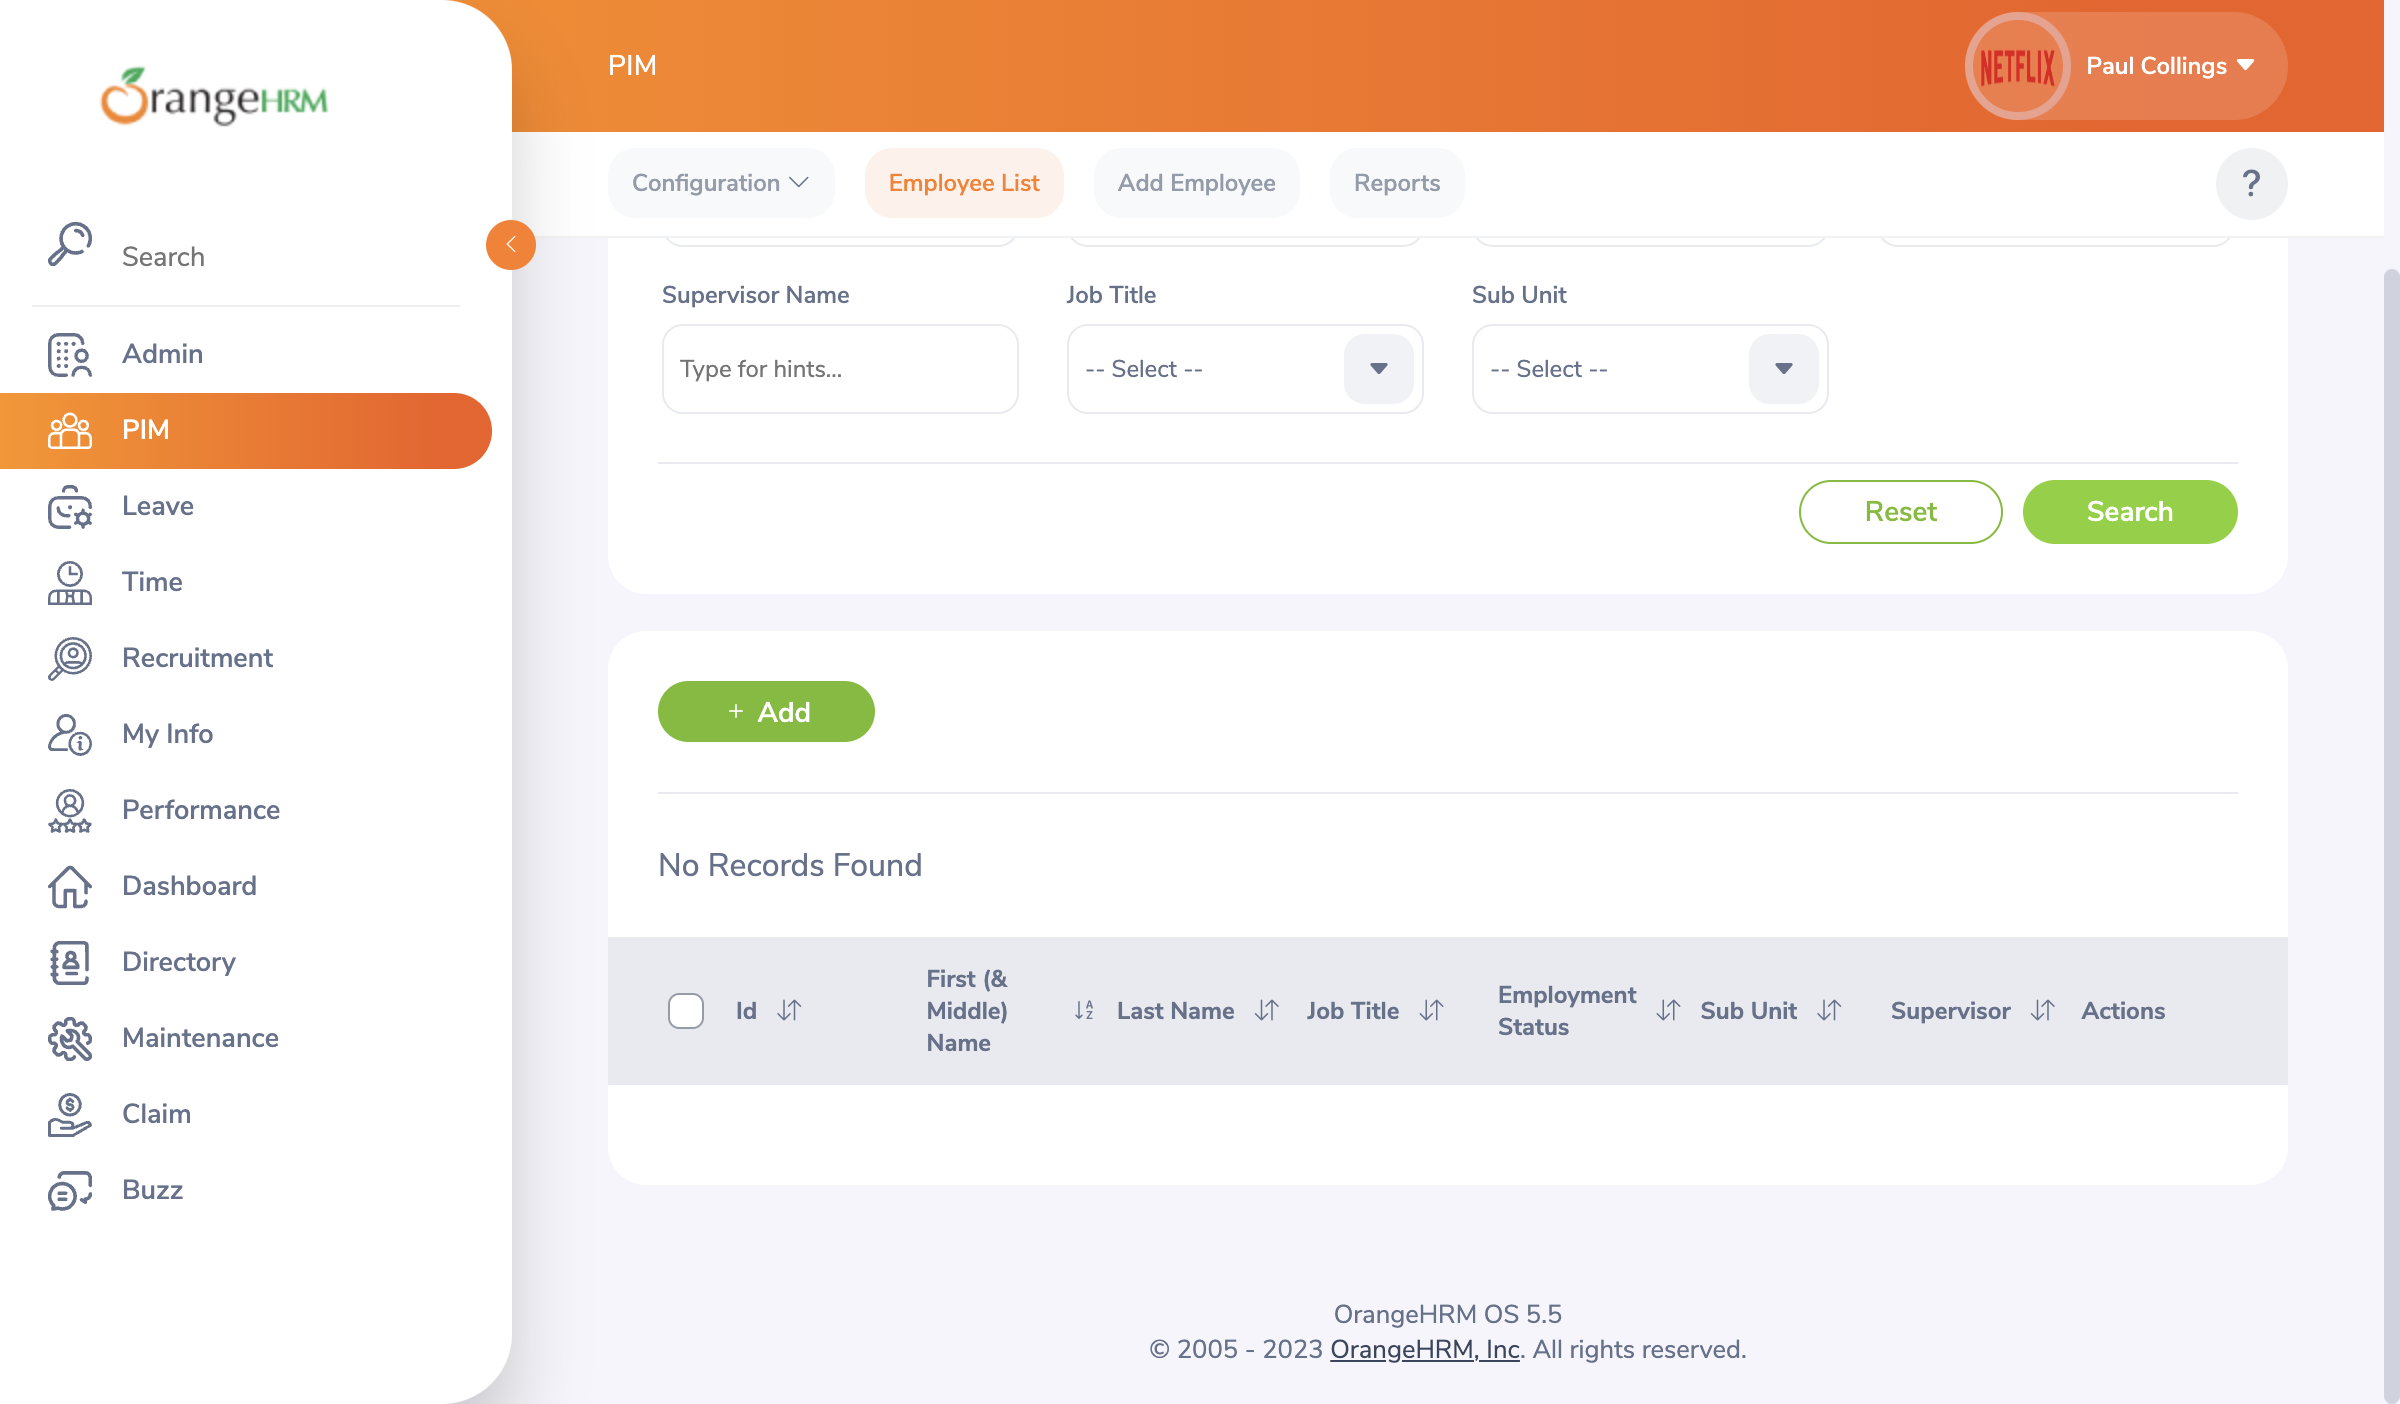 OrangeHRM
Search
Admin
PIM
Leave
Time
Recruitment
My Info
Performance
Dashboard
Directory
Maintenance
Claim
Buzz
PIM
NETFLIX
Paul Collings
Configuration
Employee List
Add Employee
Reports
?
Supervisor Name
Job Title
Sub Unit
Type for hints...
-- Select --
-- Select --
Reset
Search
+ Add
No Records Found
Id
First (&
Middle)
Name
Last Name
Job Title
Employment
Status
Sub Unit
Supervisor
Actions
OrangeHRM OS 5.5
© 2005 - 2023 OrangeHRM, Inc. All rights reserved.